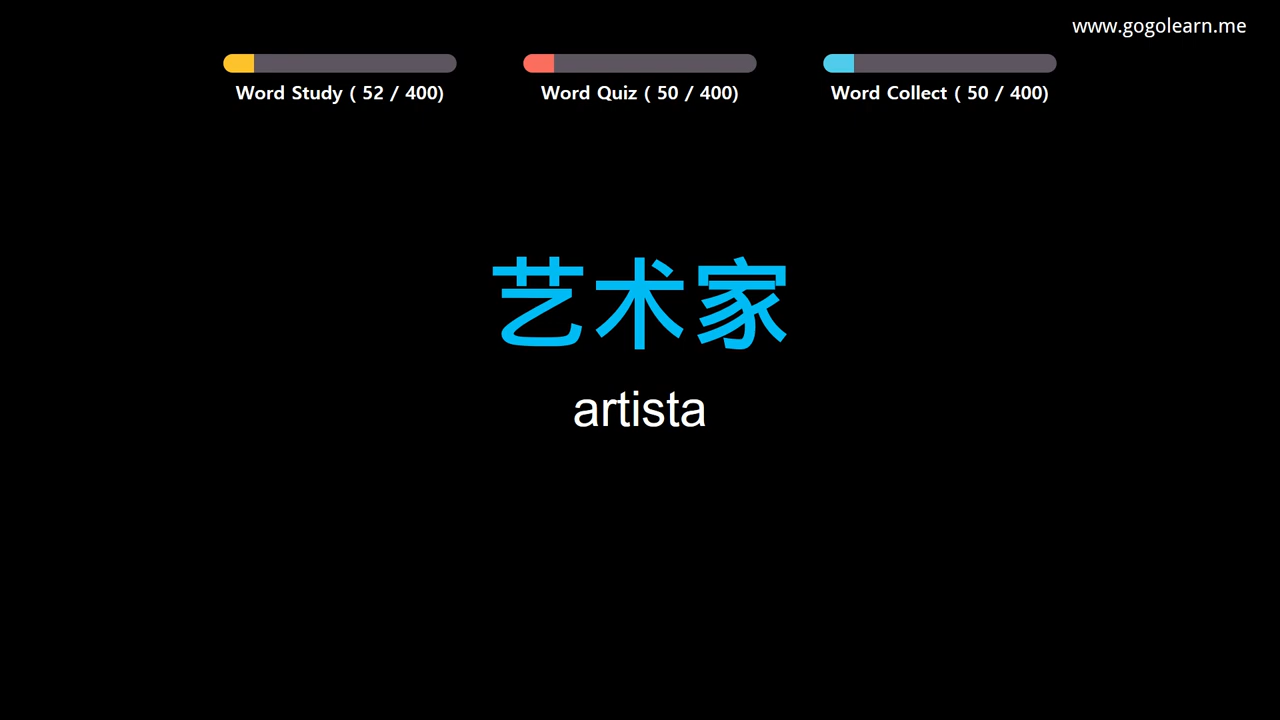 www.gogolearn.me
Word Study ( 52 / 400)
Word Quiz ( 50 / 400)
Word Collect ( 50 / 400)
艺术家
artista